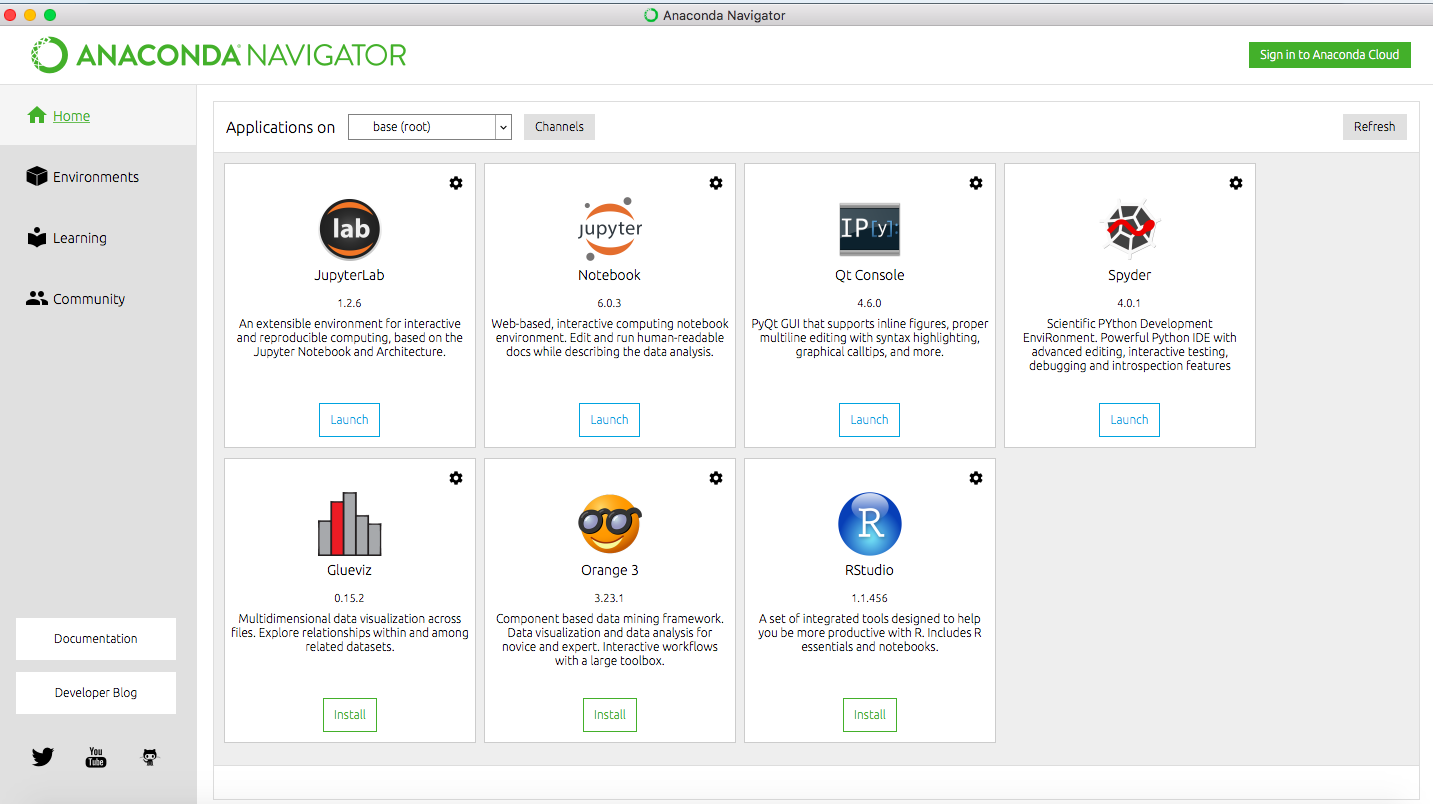 Anaconda Navigator
ANACONDA NAVIGATOR
Sign in to Anaconda Cloud
Home
Environments
Learning
Community
Documentation
Developer Blog
You
Tube
Applications on
base (root)
Channels
Refresh
lab
JupyterLab
1.2.6
An extensible environment for interactive
and reproducible computing, based on the
Jupyter Notebook and Architecture.
Launch
jupyter
Notebook
6.0.3
Web-based, interactive computing notebook
environment. Edit and run human-readable
docs while describing the data analysis.
Launch
IP[y]:
Qt Console
4.6.0
PyQt GUI that supports inline figures, proper
multiline editing with syntax highlighting,
graphical calltips, and more.
Launch
Spyder
4.0.1
Scientific PYthon Development
EnviRonment. Powerful Python IDE with
advanced editing, interactive testing,
debugging and introspection features
Launch
Glueviz
0.15.2
Multidimensional data visualization across
files. Explore relationships within and among
related datasets.
Install
Orange 3
3.23.1
Component based data mining framework.
Data visualization and data analysis for
novice and expert. Interactive workflows
with a large toolbox.
Install
R
RStudio
1.1.456
A set of integrated tools designed to help
you be more productive with R. Includes R
essentials and notebooks.
Install